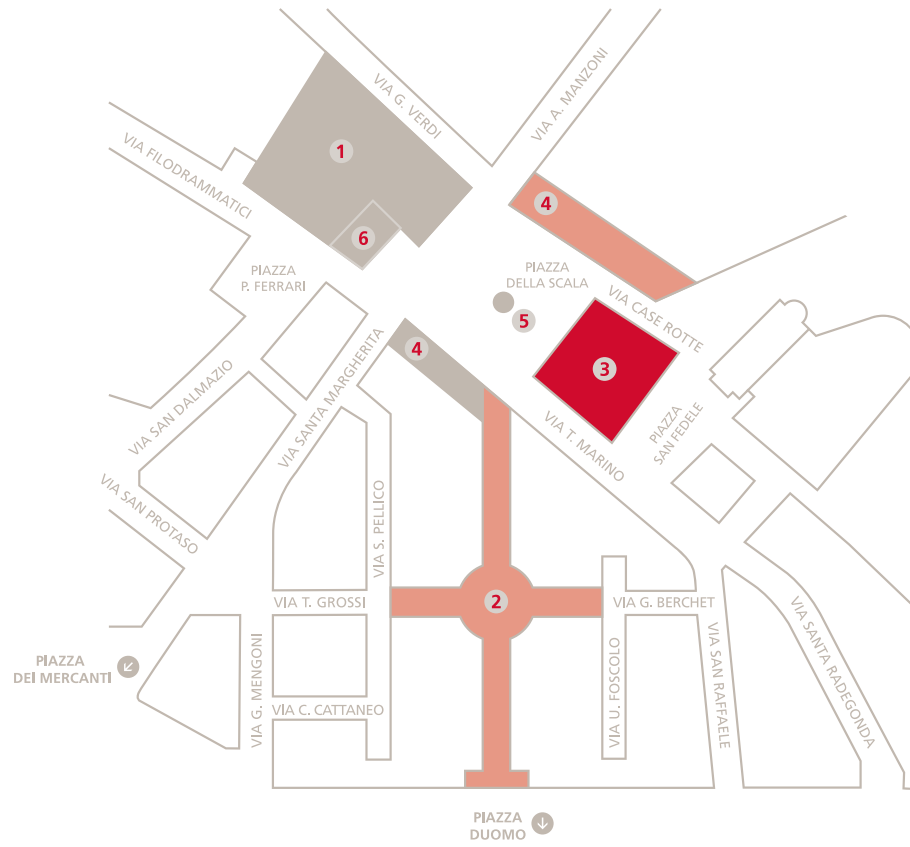 VIA G. VERDI
VIA A. MANZONI
VIA FILODRAMMATICI
1
4
6
PIAZZA
P. FERRARI
PIAZZA
DELLA SCALA
5
VIA CASE ROTTE
4
3
VIA SANTA MARGHERITA
VIA SAN DALMAZIO
VIA T. MARINO
PIAZZA
SAN FEDELE
VIA SAN PROTASO
VIA S. PELLICO
VIA T. GROSSI
2
VIA G. BERCHET
VIA SANTA RADEGONDA
PIAZZA
DEI MERCANTI
VIA G. MENGONI
VIA C. CATTANEO
VIA U. FOSCOLO
VIA SAN RAFFAELE
PIAZZA
DUOMO